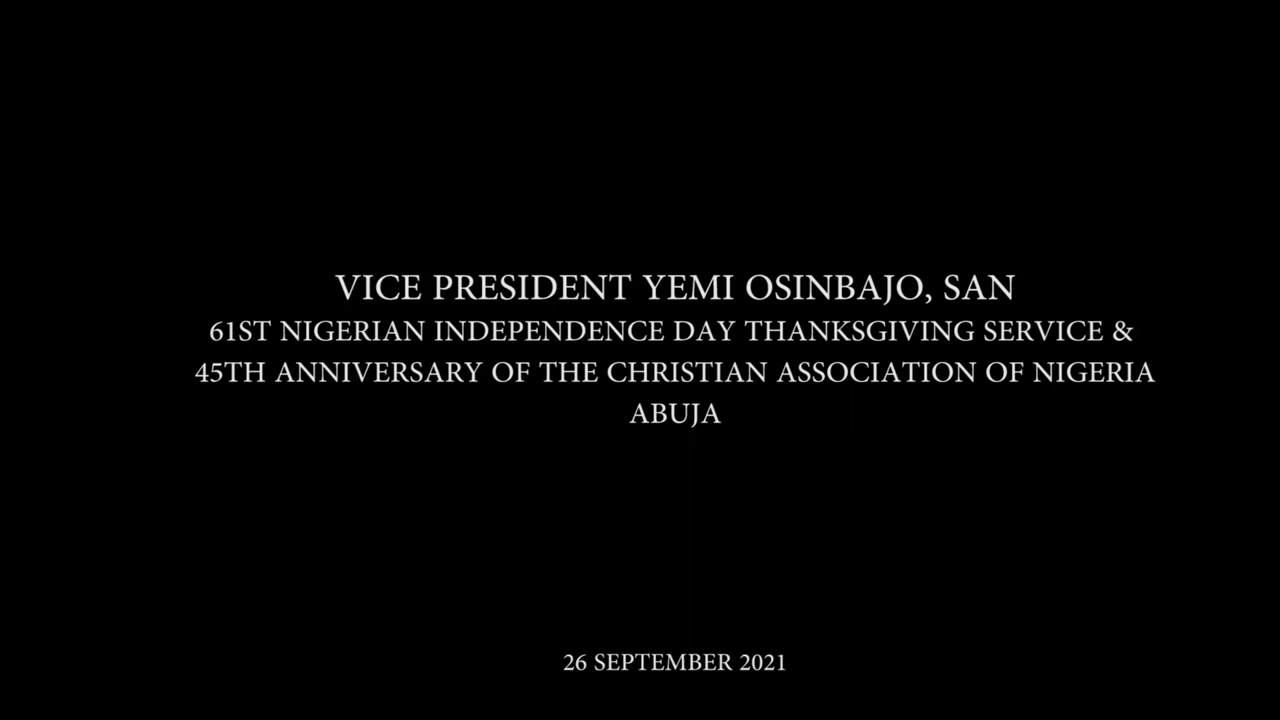 VICE PRESIDENT YEMI OSINBAJO, SAN
61ST NIGERIAN INDEPENDENCE DAY THANKSGIVING SERVICE &
45TH ANNIVERSARY OF THE CHRISTIAN ASSOCIATION OF NIGERIA
ABUJA
26 SEPTEMBER 2021